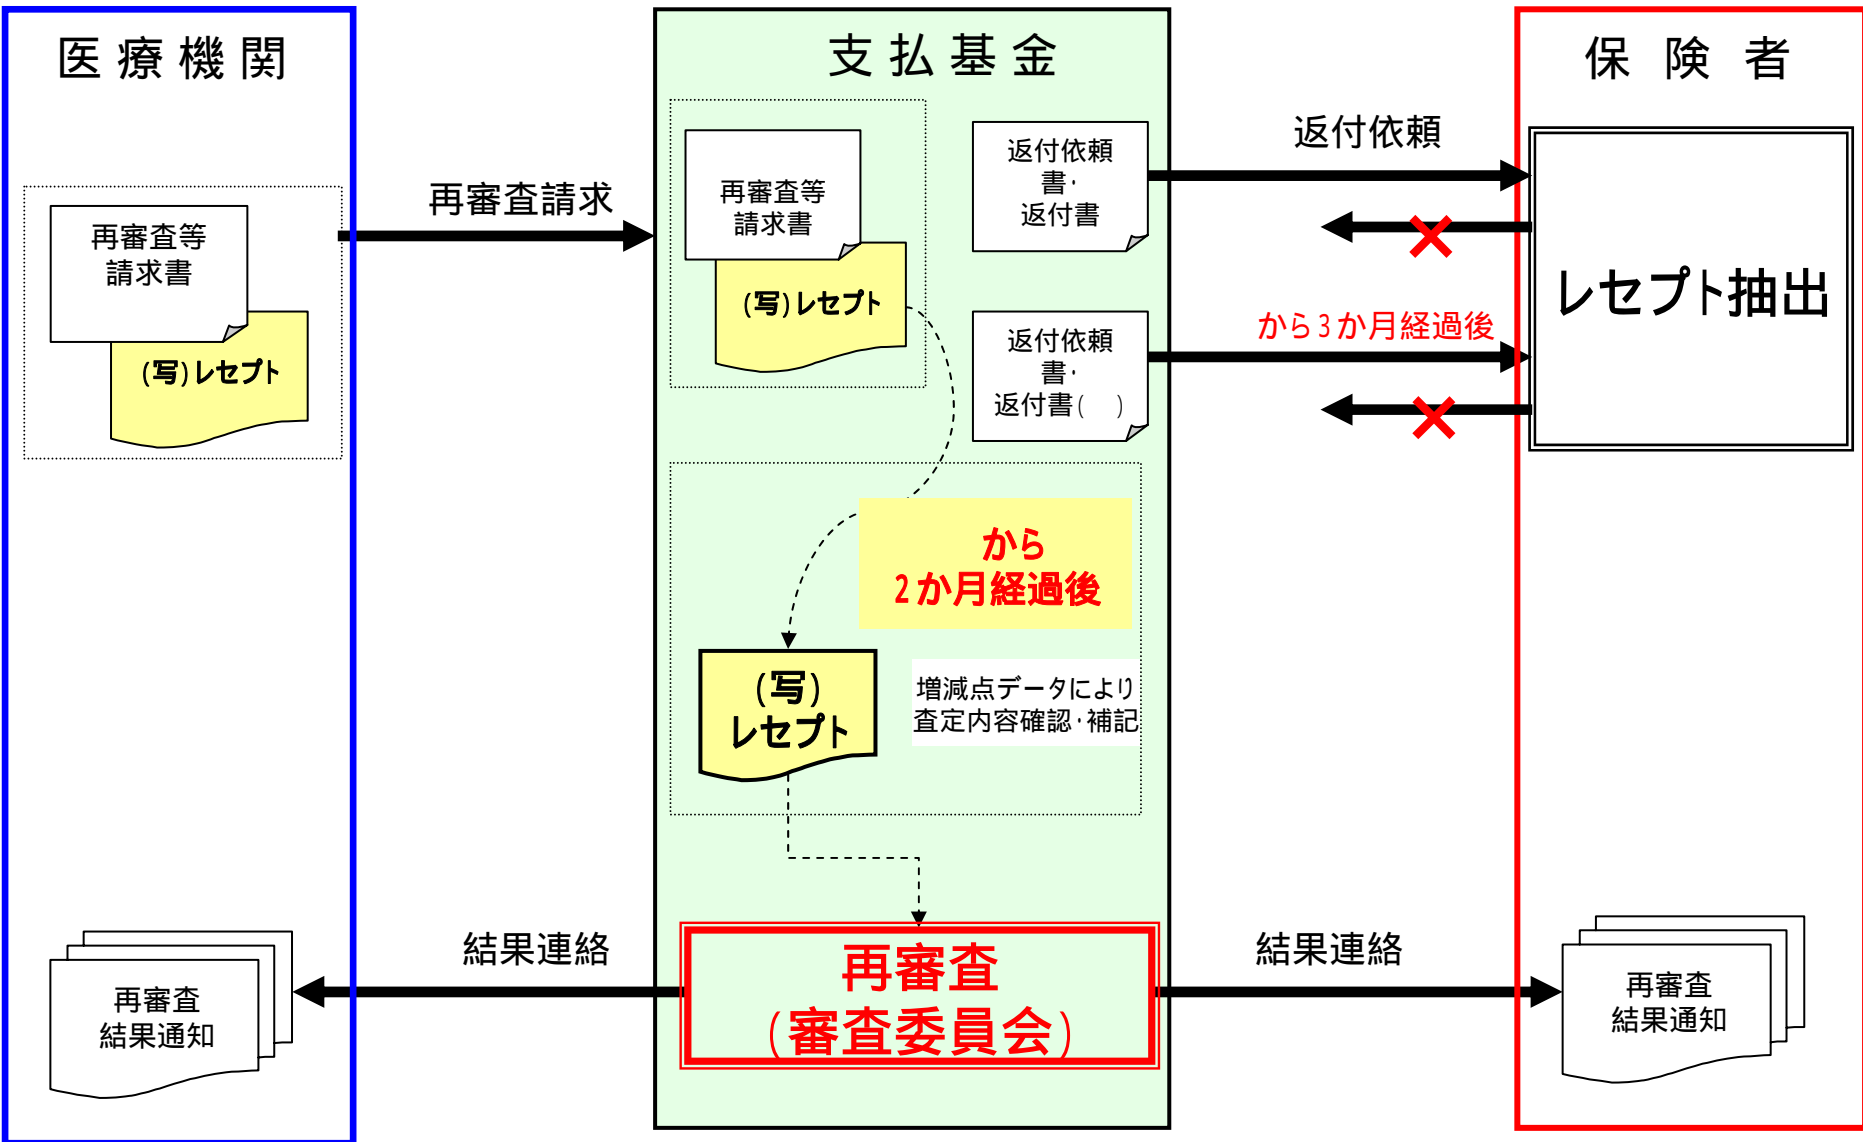 医療機関
再審査等
請求書
(写)レセプト
再審査請求
支払基金
再審査等
請求書
(写)レセプト
返付依頼
書・
返付書
返付依頼
書・
返付書(　)
から
2か月経過後
(写)
レセプト
増減点データにより
査定内容確認・補記
返付依頼
から3か月経過後
保険者
レセプト抽出
再審査
(審査委員会)
結果連絡
再審査
結果通知
結果連絡
再審査
結果通知